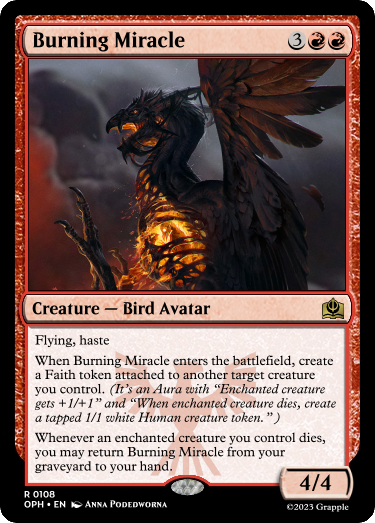 Burning Miracle 3
Creature — Bird Avatar
Flying, haste
When Burning Miracle enters the battlefield, create
a Faith token attached to another target creature
you control. (It's an Aura with “Enchanted creature
gets +1/+1” and “When enchanted creature dies, create
a tapped 1/1 white Human creature token.” )
Whenever an enchanted creature you control dies,
you may return Burning Miracle from your
graveyard to your hand.
4/4
R 0108
OPH • EN Anna Podedworna
©2023 Grapple